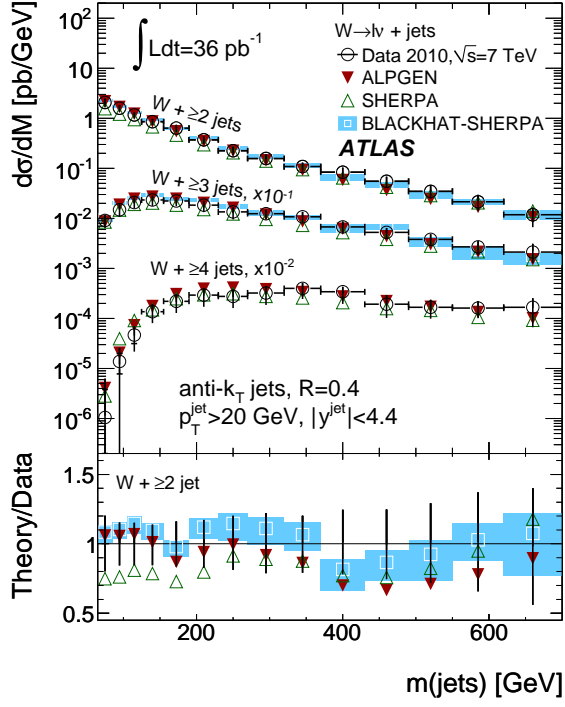 dσ/dM [pb/GeV]
10²
10
1
10⁻¹
10⁻²
10⁻³
10⁻⁴
10⁻⁵
10⁻⁶
∫ Ldt=36 pb⁻¹
W→lν + jets
Data 2010,√s=7 TeV
ALPGEN
SHERPA
BLACKHAT-SHERPA
ATLAS
W + ≥2 jets
W + ≥3 jets, x10⁻¹
W + ≥4 jets, x10⁻²
anti-k_T jets, R=0.4
p_T^jet>20 GeV, |y^jet|<4.4
Theory/Data
1.5
1
0.5
W + ≥2 jet
200 400 600
m(jets) [GeV]